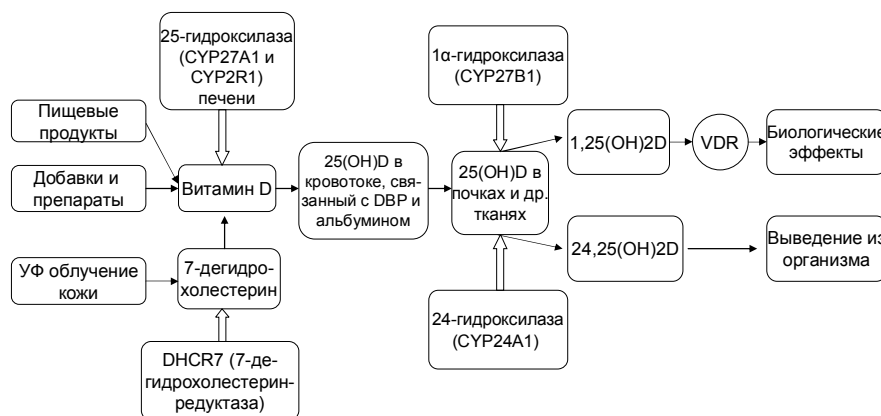 25-гидроксилаза
(CYP27A1 и
CYP2R1)
печени
1α-гидроксилаза
(CYP27B1)
Пищевые
продукты
Добавки и
препараты
Витамин D
25(OH)D в
кровотоке, свя-
занный с DBP и
альбумином
25(OH)D в
почках и др.
тканях
1,25(OH)2D
VDR
Биологические
эффекты
24,25(OH)2D
Выведение из
организма
УФ облучение
кожи
7-дегидро-
холестерин
24-гидроксилаза
(CYP24A1)
DHCR7 (7-де-
гидрохолестерин-
редуктаза)